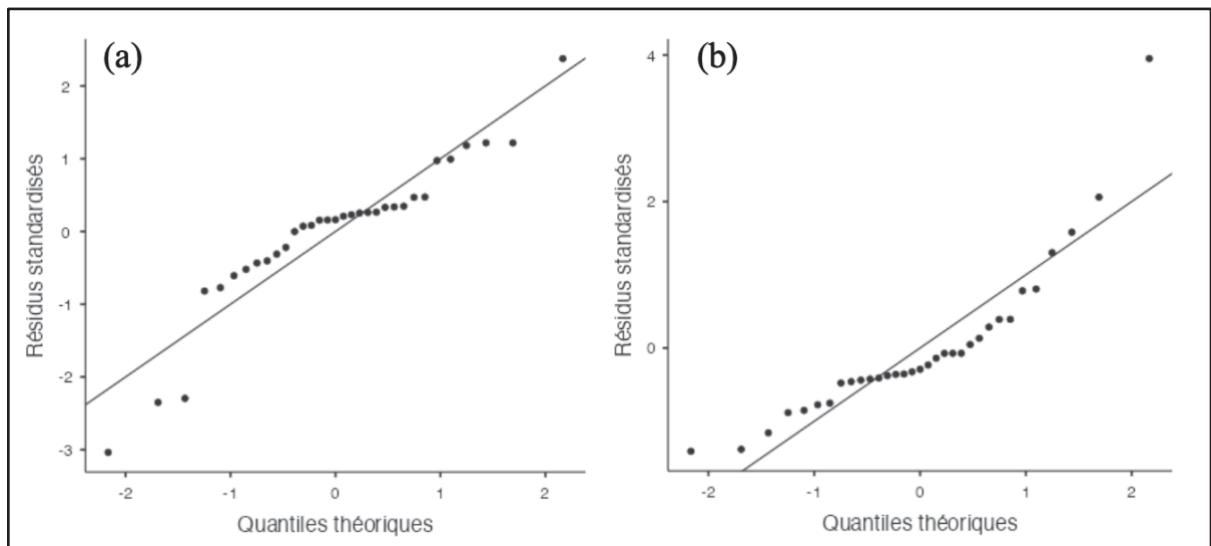 (a)
2
1
0
-1
-2
-3
Résidus standardisés
-2 -1 0 1 2
Quantiles théoriques
(b)
4
2
0
Résidus standardisés
-2 -1 0 1 2
Quantiles théoriques